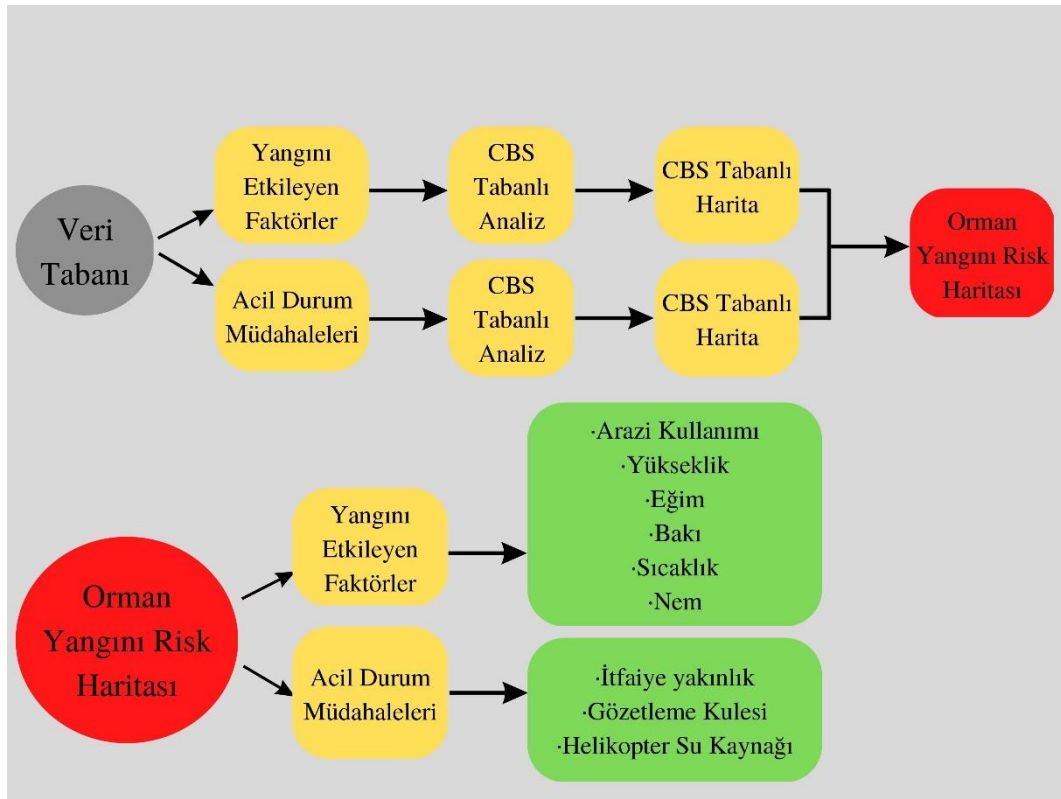 Veri
Tabanı
Yangını
Etkileyen
Faktörler
CBS
Tabanlı
Analiz
CBS Tabanlı
Harita
Acil Durum
Müdahaleleri
CBS
Tabanlı
Analiz
CBS Tabanlı
Harita
Orman
Yangını Risk
Haritası
Orman
Yangını Risk
Haritası
Yangını
Etkileyen
Faktörler
·Arazi Kullanımı
·Yükseklik
·Eğim
·Bakı
·Sıcaklık
·Nem
Acil Durum
Müdahaleleri
·İtfaiye yakınlık
·Gözetleme Kulesi
·Helikopter Su Kaynağı